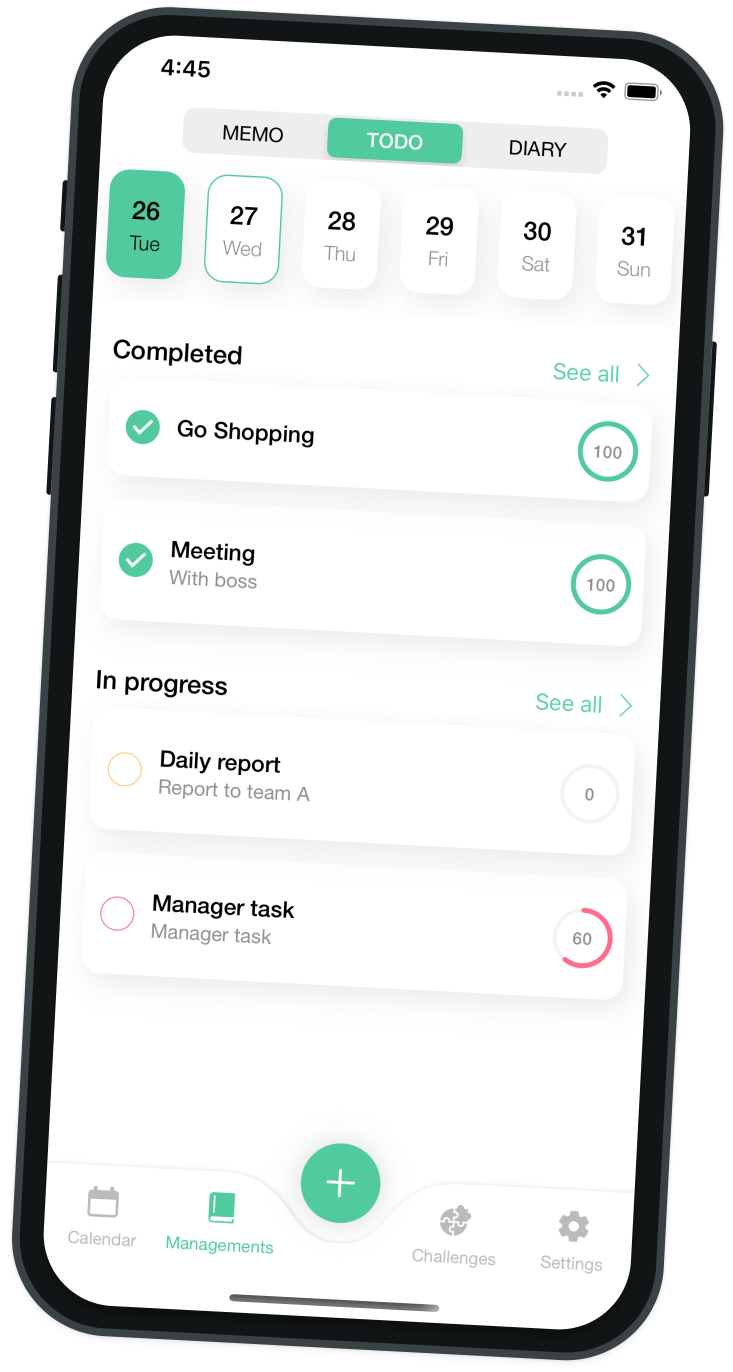 4:45
MEMO TODO DIARY
26 27 28 29 30 31
Tue Wed Thu Fri Sat Sun
Completed See all
Go Shopping 100
Meeting
With boss 100
In progress See all
Daily report
Report to team A 0
Manager task
Manager task 60
Calendar Managements Challenges Settings